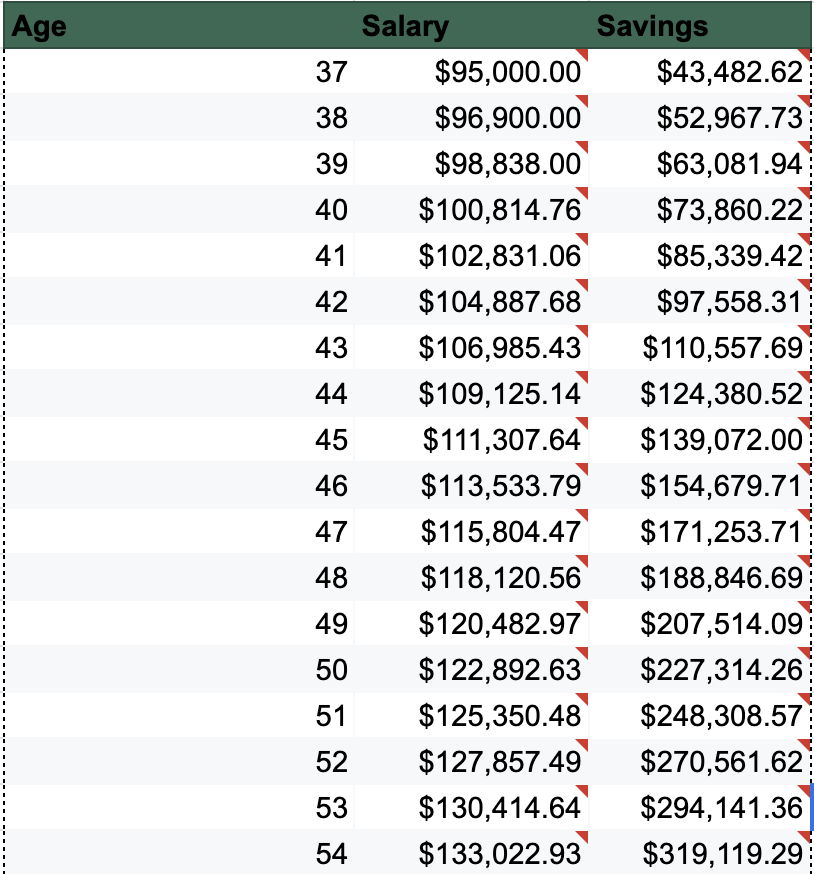 Age Salary Savings
37 $95,000.00 $43,482.62
38 $96,900.00 $52,967.73
39 $98,838.00 $63,081.94
40 $100,814.76 $73,860.22
41 $102,831.06 $85,339.42
42 $104,887.68 $97,558.31
43 $106,985.43 $110,557.69
44 $109,125.14 $124,380.52
45 $111,307.64 $139,072.00
46 $113,533.79 $154,679.71
47 $115,804.47 $171,253.71
48 $118,120.56 $188,846.69
49 $120,482.97 $207,514.09
50 $122,892.63 $227,314.26
51 $125,350.48 $248,308.57
52 $127,857.49 $270,561.62
53 $130,414.64 $294,141.36
54 $133,022.93 $319,119.29